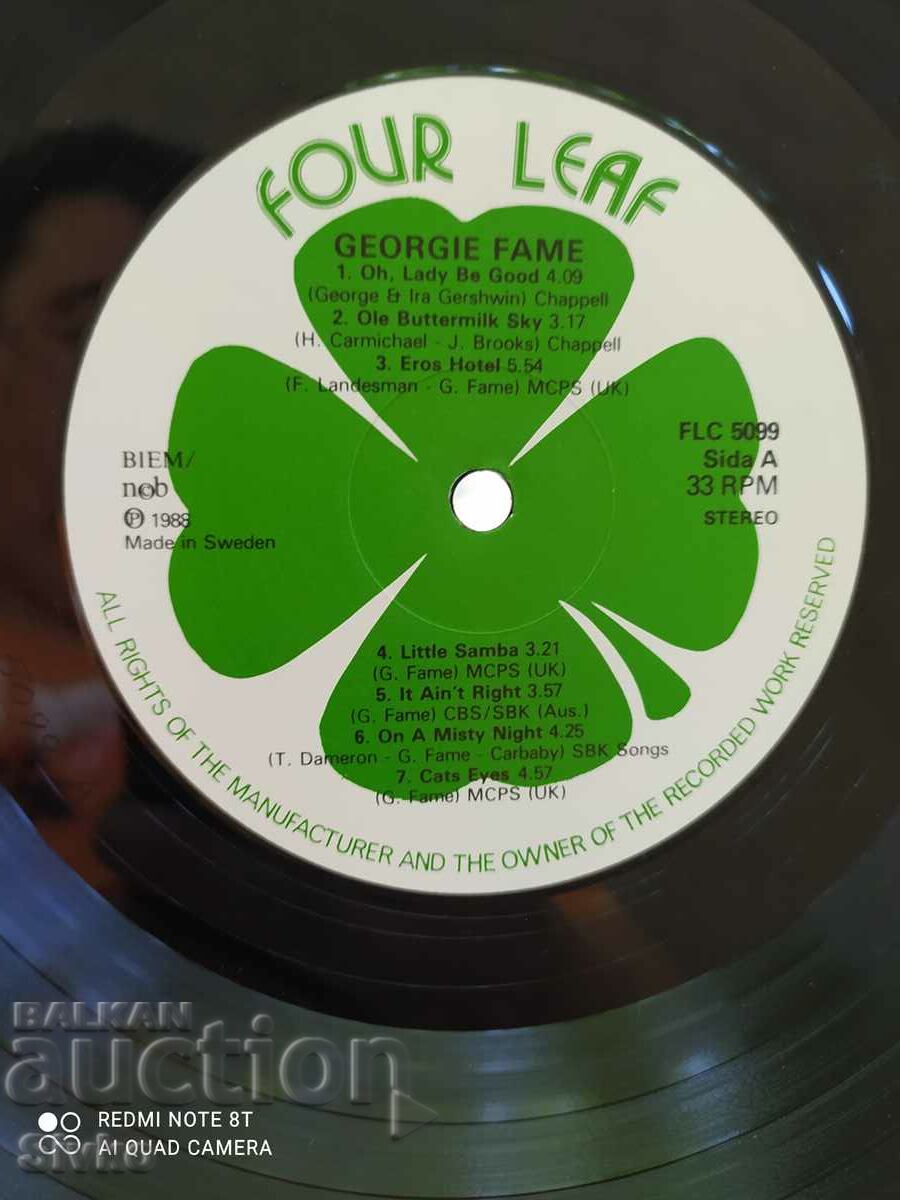 FOUR LEAF
GEORGIE FAME
1. Oh, Lady Be Good 4.09
(George & Ira Gershwin) Chappell
2. Ole Buttermilk Sky 3.17
(H. Carmichael - J. Brooks) Chappell
3. Eros Hotel 5.54
(F. Landesman - G. Fame) MCPS (UK)
BIEM/
ncb
Ⓟ 1988
Made in Sweden
FLC 5099
Sida A
33 RPM
STEREO
4. Little Samba 3.21
(G. Fame) MCPS (UK)
5. It Ain't Right 3.57
(G. Fame) CBS/SBK (Aus.)
6. On A Misty Night 4.25
(T. Dameron - G. Fame - Carbaby) SBK Songs
7. Cats Eyes 4.57
(G. Fame) MCPS (UK)
ALL RIGHTS OF THE MANUFACTURER AND THE OWNER OF THE RECORDED WORK RESERVED
BALKAN
auction
REDMI NOTE 8T
AI QUAD CAMERA
Sivko